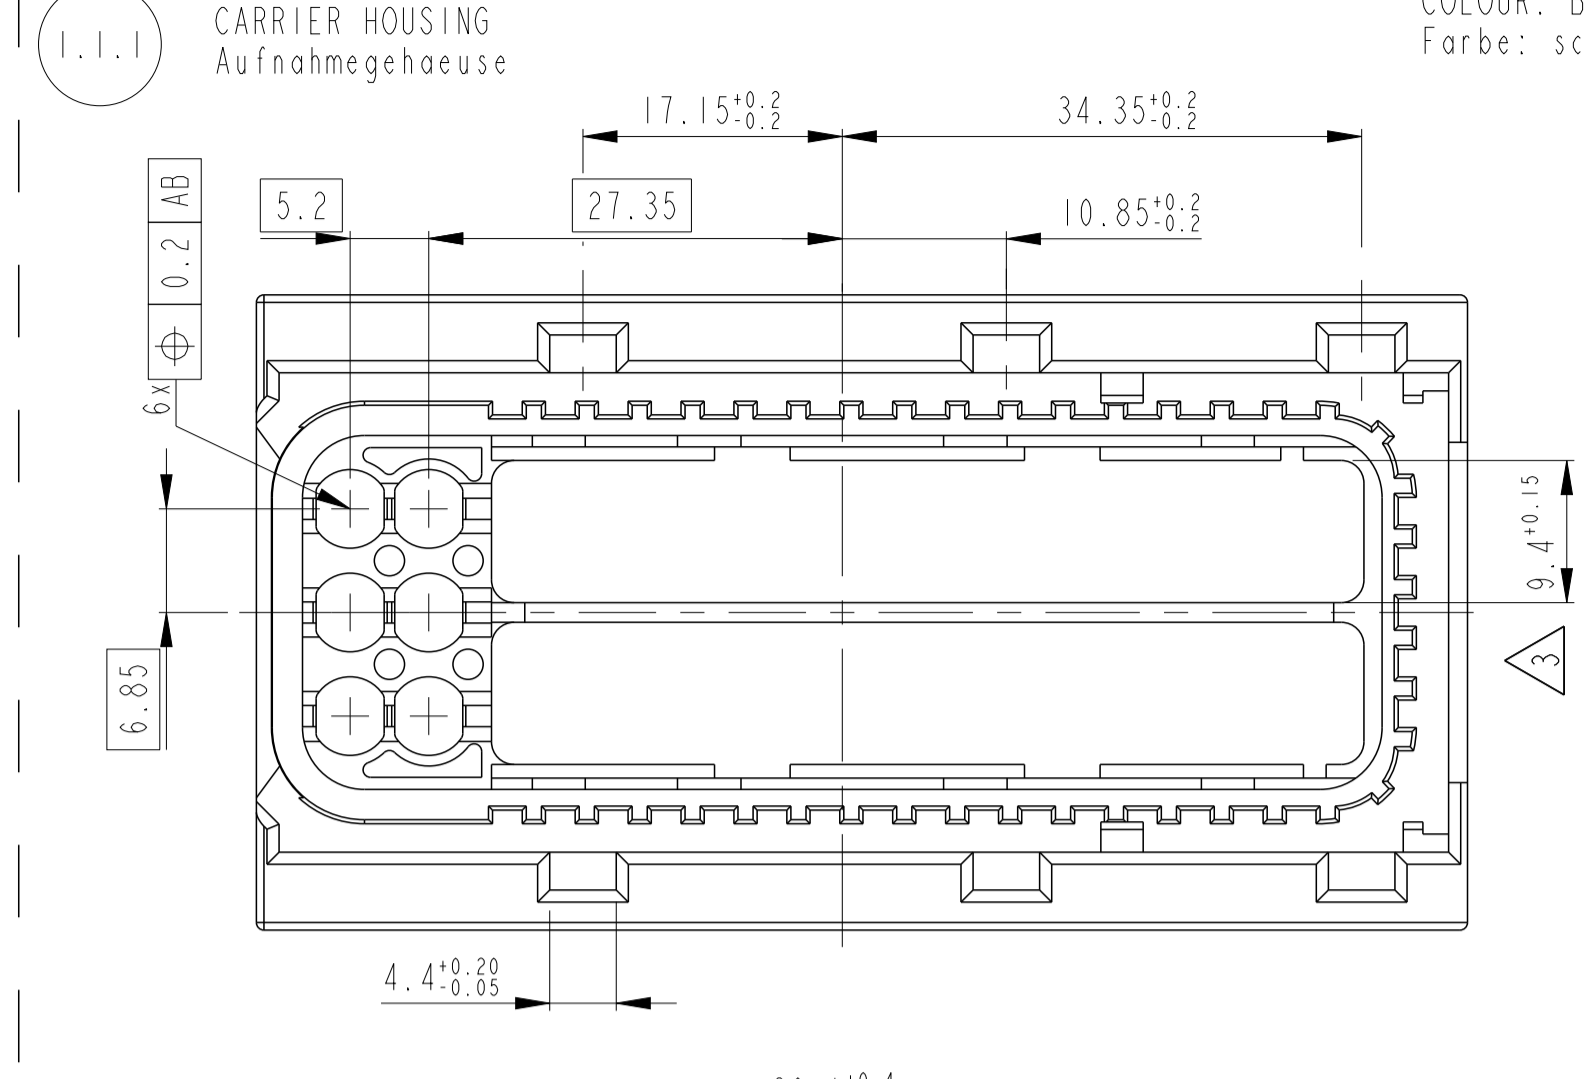 1.1.1
CARRIER HOUSING
Aufnahmegehaeuse
COLOUR: B
Farbe: sc
17.15 +0.2 -0.2
34.35 +0.2 -0.2
5.2
27.35
10.85 +0.2 -0.2
0.2 AB
6x
9.4 +0.15
3
6.85
4.4 +0.20 -0.05